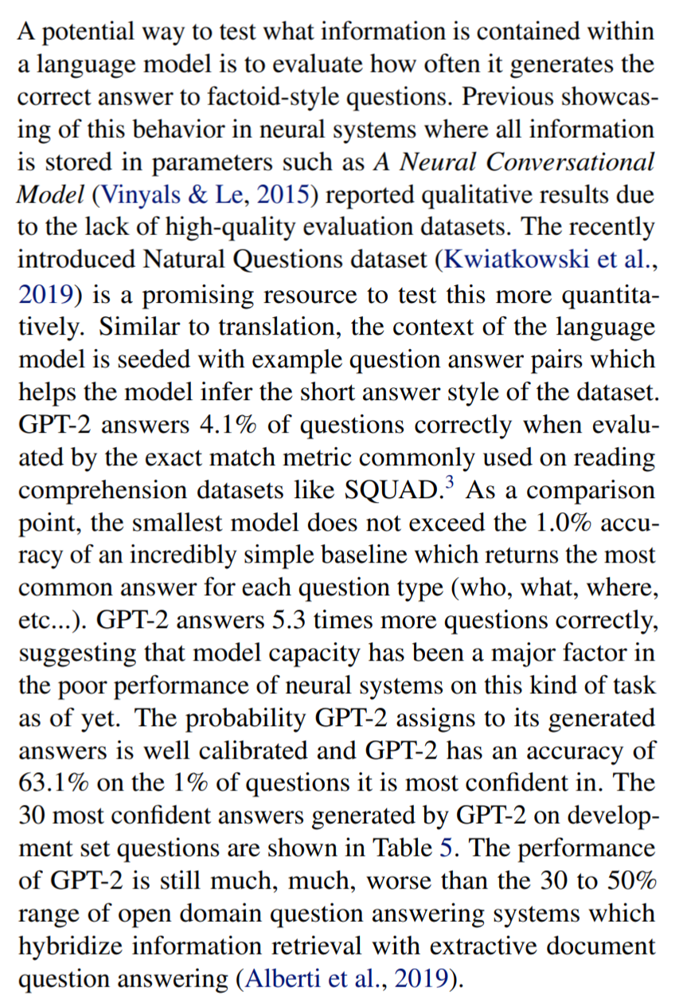 A potential way to test what information is contained within
a language model is to evaluate how often it generates the
correct answer to factoid-style questions. Previous showcas-
ing of this behavior in neural systems where all information
is stored in parameters such as A Neural Conversational
Model (Vinyals & Le, 2015) reported qualitative results due
to the lack of high-quality evaluation datasets. The recently
introduced Natural Questions dataset (Kwiatkowski et al.,
2019) is a promising resource to test this more quantita-
tively. Similar to translation, the context of the language
model is seeded with example question answer pairs which
helps the model infer the short answer style of the dataset.
GPT-2 answers 4.1% of questions correctly when evalu-
ated by the exact match metric commonly used on reading
comprehension datasets like SQUAD.³ As a comparison
point, the smallest model does not exceed the 1.0% accu-
racy of an incredibly simple baseline which returns the most
common answer for each question type (who, what, where,
etc...). GPT-2 answers 5.3 times more questions correctly,
suggesting that model capacity has been a major factor in
the poor performance of neural systems on this kind of task
as of yet. The probability GPT-2 assigns to its generated
answers is well calibrated and GPT-2 has an accuracy of
63.1% on the 1% of questions it is most confident in. The
30 most confident answers generated by GPT-2 on develop-
ment set questions are shown in Table 5. The performance
of GPT-2 is still much, much, worse than the 30 to 50%
range of open domain question answering systems which
hybridize information retrieval with extractive document
question answering (Alberti et al., 2019).